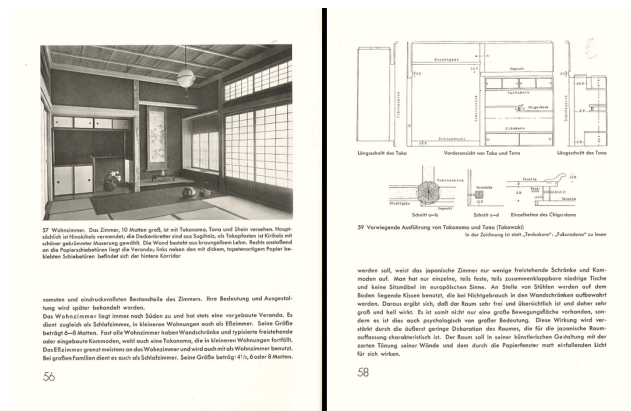 57 Wohnzimmer. Das Zimmer, 10 Matten groß, ist mit Tokonoma, Tana und Shoin versehen. Haupt-
sächlich ist Hinokiholz verwendet; die Deckenbretter sind aus Sugiholz, als Tokopfosten ist Kiriholz mit
schöner gekrümmter Maserung gewählt. Die Wand besteht aus braungelbem Lehm. Rechts anstoßend
an die Papierschiebetüren liegt die Veranda; links neben den mit dickem, tapetenartigem Papier be-
klebten Schiebetüren befindet sich der hintere Korridor
samsten und eindrucksvollsten Bestandteile des Zimmers. Ihre Bedeutung und Ausgestal-
tung wird später behandelt werden.
Das Wohnzimmer liegt immer nach Süden zu und hat stets eine vorgebaute Veranda. Es
dient zugleich als Schlafzimmer, in kleineren Wohnungen auch als Eßzimmer. Seine Größe
beträgt 6—8 Matten. Fast alle Wohnzimmer haben Wandschränke und typisierte freistehende
oder eingebaute Kommoden, wohl auch eine Tokonoma, die in kleineren Wohnungen fortfällt.
Das Eßzimmer grenzt meistens an das Wohnzimmer und wird auch mit als Wohnzimmer benutzt.
Bei großen Familien dient es auch als Schlafzimmer. Seine Größe beträgt 4½, 6 oder 8 Matten.
56
Längsschnitt des Toko
Vorderansicht von Toko und Tana
Längsschnitt des Tana
Schnitt a—b
Schnitt c—d
Einzelheiten des Chigadana
59 Vorwiegende Ausführung von Tokonoma und Tana (Tokowaki)
In der Zeichnung ist statt „Tenbukuro": „Fukurodana" zu lesen
werden soll, weist das japanische Zimmer nur wenige freistehende Schränke und Kom-
moden auf. Man hat nur einzelne, teils feste, teils zusammenklappbare niedrige Tische
und keine Sitzmöbel im europäischen Sinne. An Stelle von Stühlen werden auf dem
Boden liegende Kissen benutzt, die bei Nichtgebrauch in den Wandschränken aufbewahrt
werden. Daraus ergibt sich, daß der Raum sehr frei und übersichtlich ist und daher sehr
groß und hell wirkt. Es ist somit nicht nur eine große Bewegungsfläche vorhanden, son-
dern es ist dies auch psychologisch von großer Bedeutung. Diese Wirkung wird ver-
stärkt durch die äußerst geringe Dekoration des Raumes, die für die japanische Raum-
auffassung charakteristisch ist. Der Raum soll in seiner künstlerischen Gestaltung mit der
zarten Tönung seiner Wände und dem durch die Papierfenster matt einfallenden Licht
für sich wirken.
58